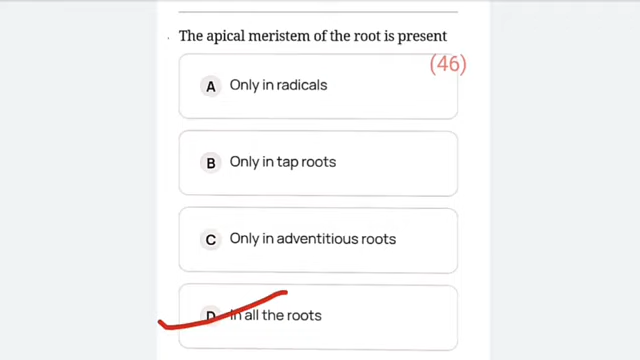 The apical meristem of the root is present
(46)
A Only in radicals
B Only in tap roots
C Only in adventitious roots
D In all the roots